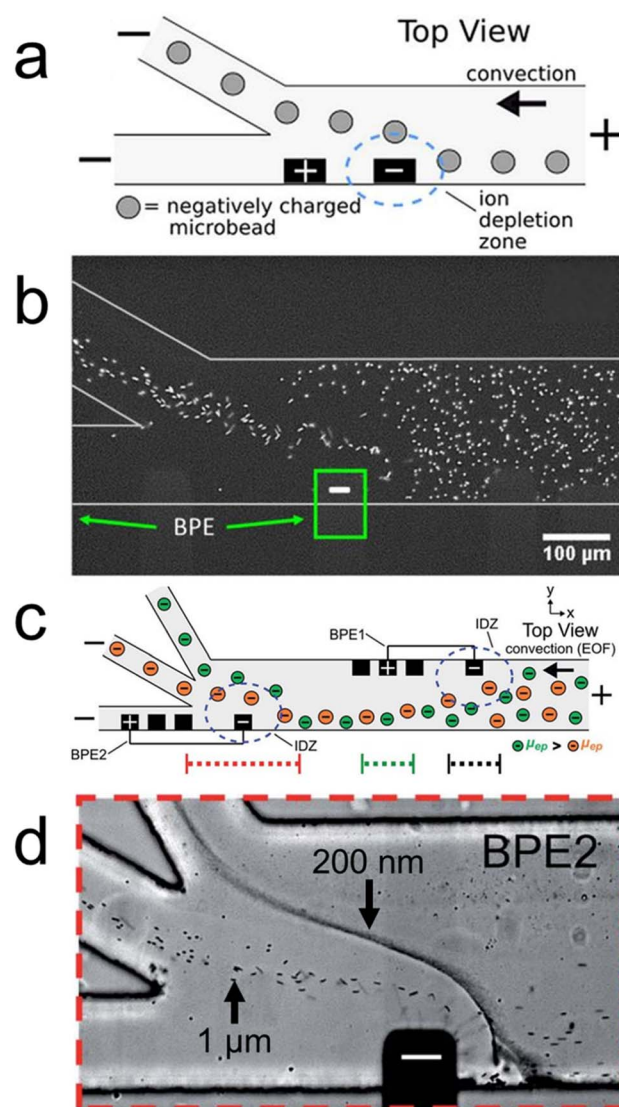 a
Top View
convection
−
+
−
+
−
= negatively charged
microbead
ion
depletion
zone
b
−
BPE
100 µm
c
y
x
BPE1
IDZ
Top View
convection (EOF)
−
+
−
−
+
−
BPE2
IDZ
μep > μep
d
BPE2
200 nm
1 µm
−